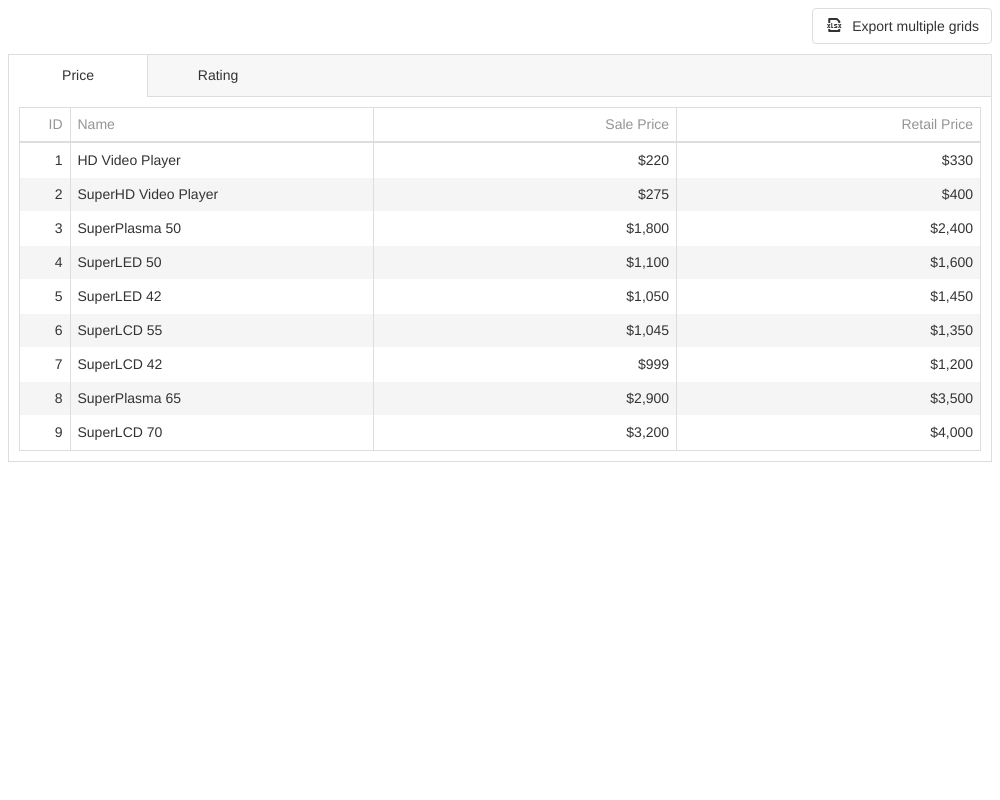 XLSX Export multiple grids
Price Rating
ID Name Sale Price Retail Price
1 HD Video Player $220 $330
2 SuperHD Video Player $275 $400
3 SuperPlasma 50 $1,800 $2,400
4 SuperLED 50 $1,100 $1,600
5 SuperLED 42 $1,050 $1,450
6 SuperLCD 55 $1,045 $1,350
7 SuperLCD 42 $999 $1,200
8 SuperPlasma 65 $2,900 $3,500
9 SuperLCD 70 $3,200 $4,000